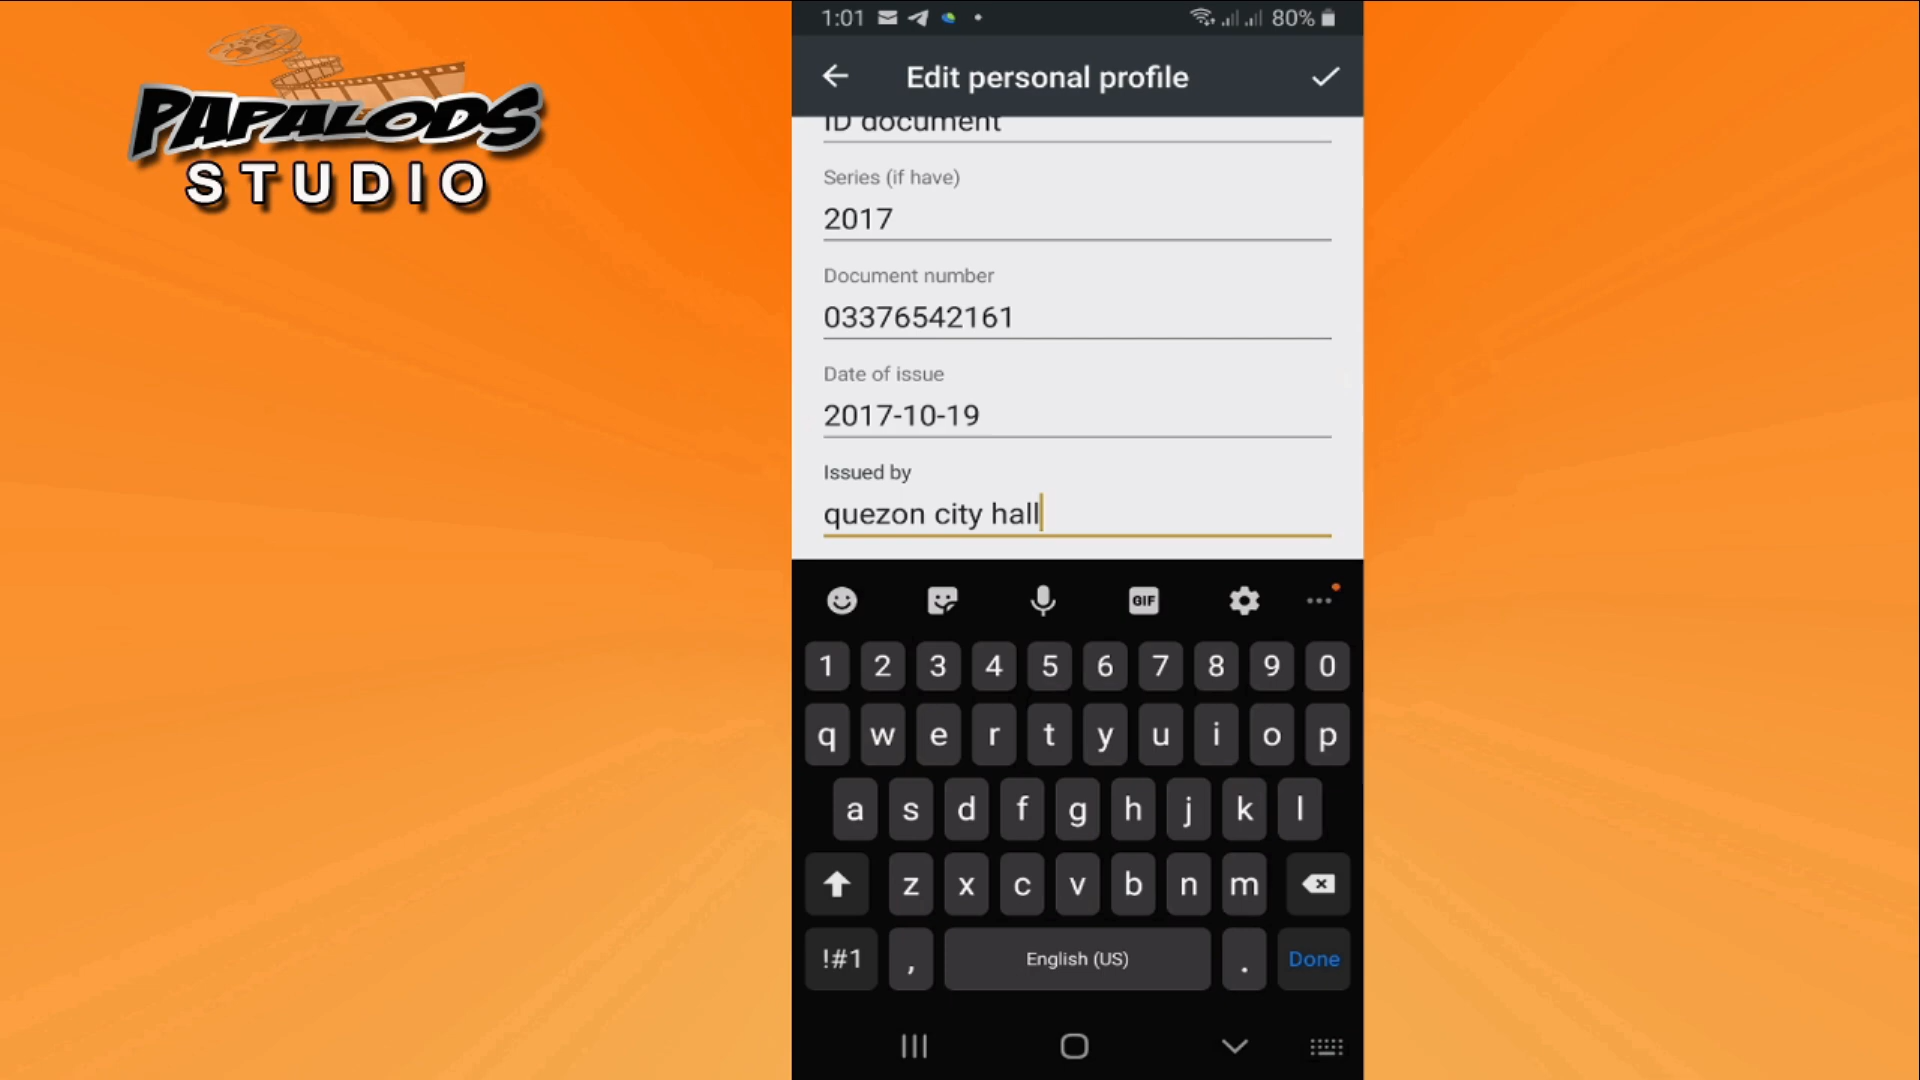 PAPALODS
STUDIO
1:01
80%
Edit personal profile
ID document
Series (if have)
2017
Document number
03376542161
Date of issue
2017-10-19
Issued by
quezon city hall
GIF
1 2 3 4 5 6 7 8 9 0
q w e r t y u i o p
a s d f g h j k l
z x c v b n m
!#1 , English (US) . Done